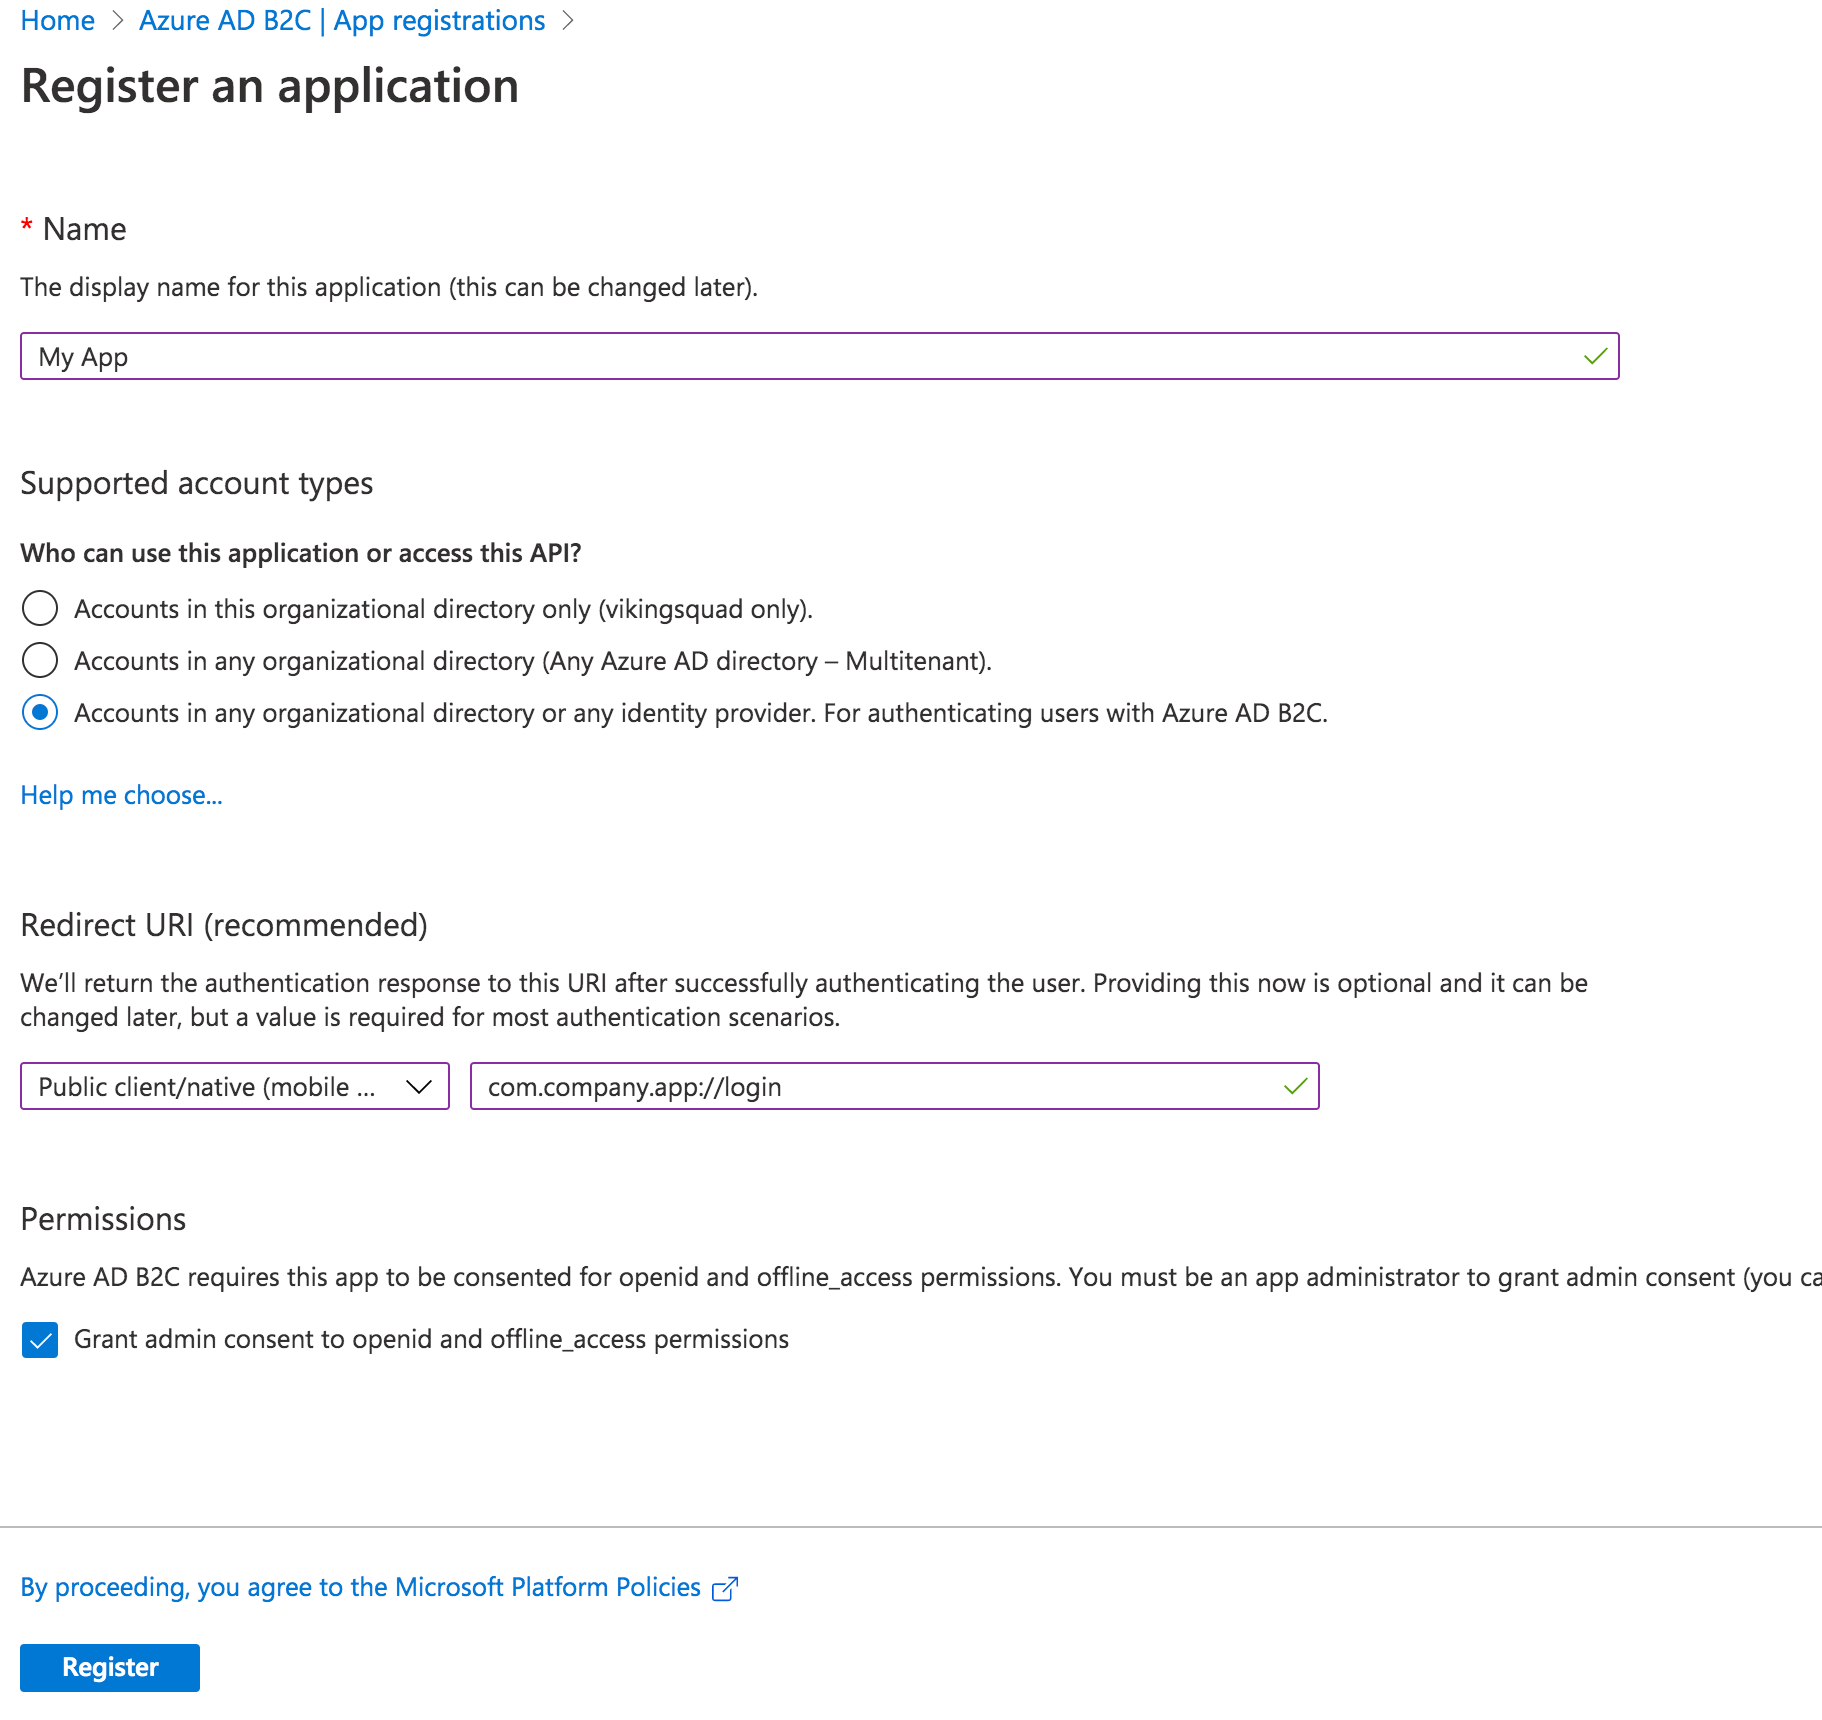 Home > Azure AD B2C | App registrations >
Register an application
* Name
The display name for this application (this can be changed later).
My App
Supported account types
Who can use this application or access this API?
Accounts in this organizational directory only (vikingsquad only).
Accounts in any organizational directory (Any Azure AD directory – Multitenant).
Accounts in any organizational directory or any identity provider. For authenticating users with Azure AD B2C.
Help me choose...
Redirect URI (recommended)
We’ll return the authentication response to this URI after successfully authenticating the user. Providing this now is optional and it can be
changed later, but a value is required for most authentication scenarios.
Public client/native (mobile ...
com.company.app://login
Permissions
Azure AD B2C requires this app to be consented for openid and offline_access permissions. You must be an app administrator to grant admin consent (you ca
Grant admin consent to openid and offline_access permissions
By proceeding, you agree to the Microsoft Platform Policies
Register